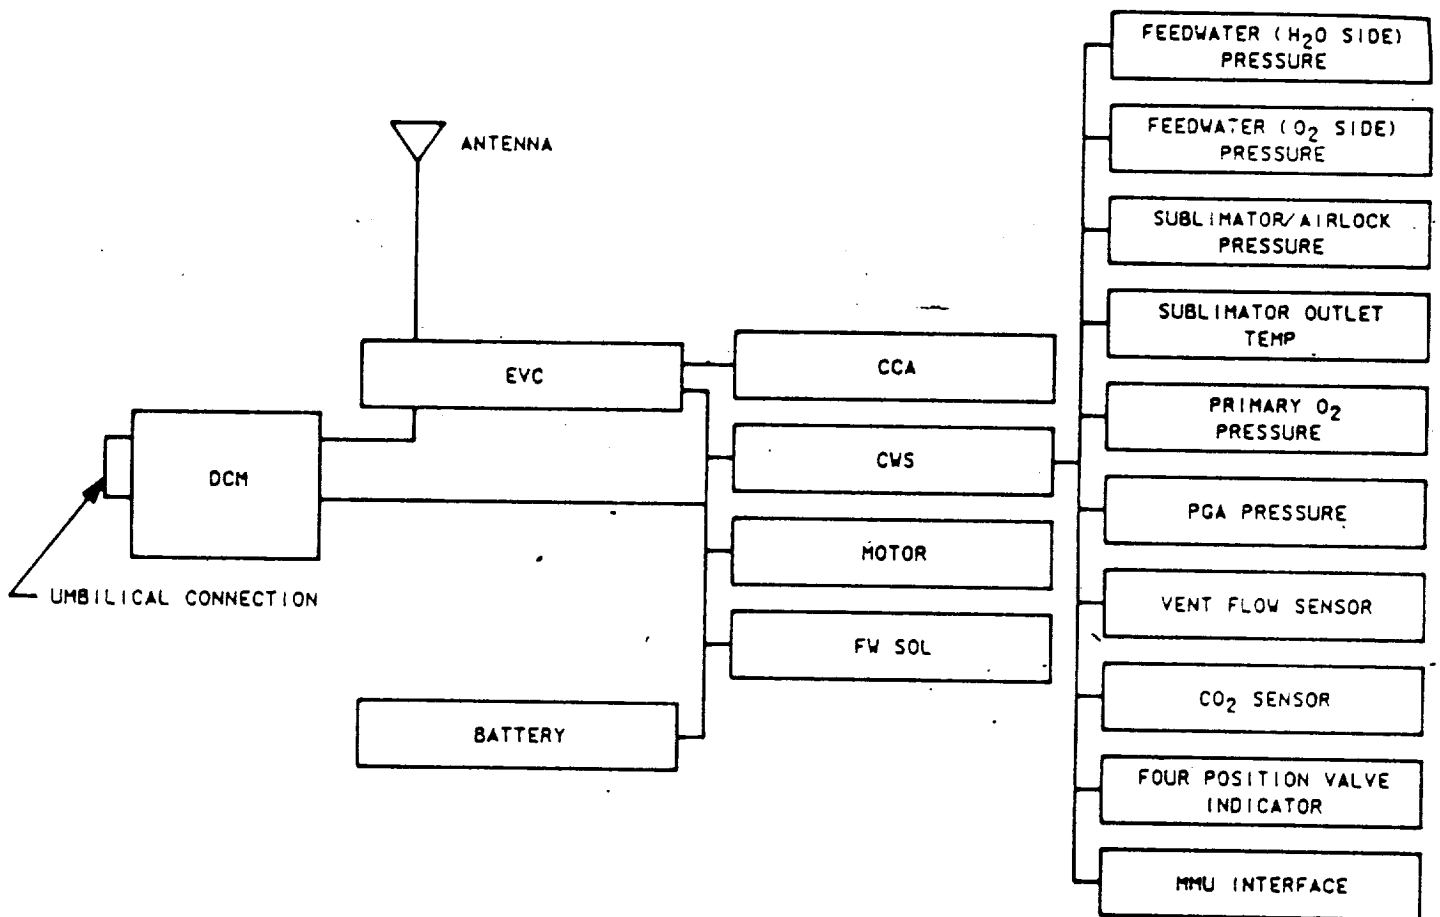 ANTENNA
EVC
DCM
UMBILICAL CONNECTION
BATTERY
CCA
CWS
MOTOR
FW SOL
FEEDWATER (H₂O SIDE)
PRESSURE
FEEDWATER (O₂ SIDE)
PRESSURE
SUBLIMATOR/AIRLOCK
PRESSURE
SUBLIMATOR OUTLET
TEMP
PRIMARY O₂
PRESSURE
PGA PRESSURE
VENT FLOW SENSOR
CO₂ SENSOR
FOUR POSITION VALVE
INDICATOR
MMU INTERFACE